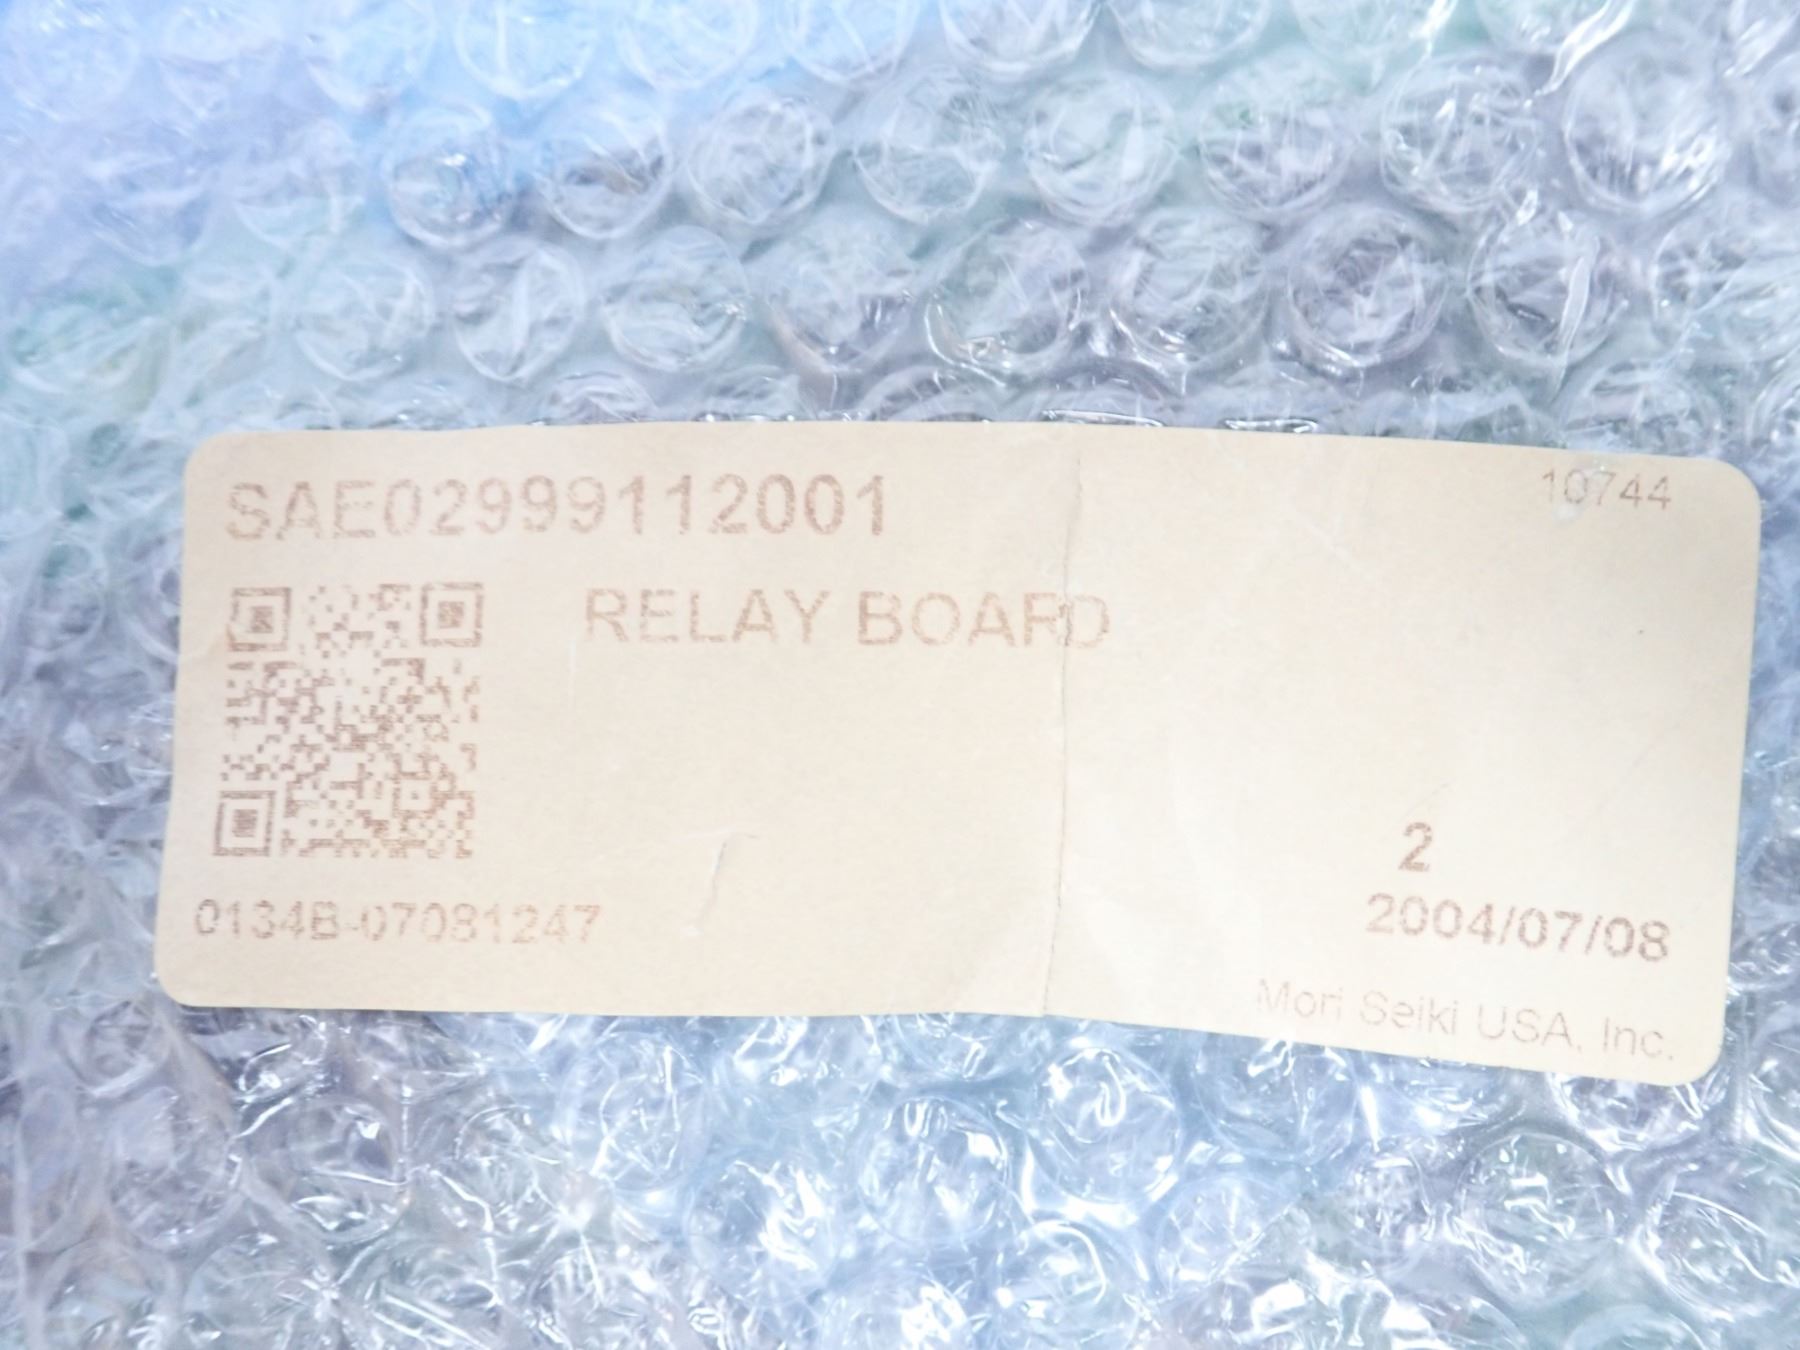 SAE02999112001
10744
RELAY BOARD
2
0134B-07081247
2004/07/08
Mori Seiki USA, Inc.